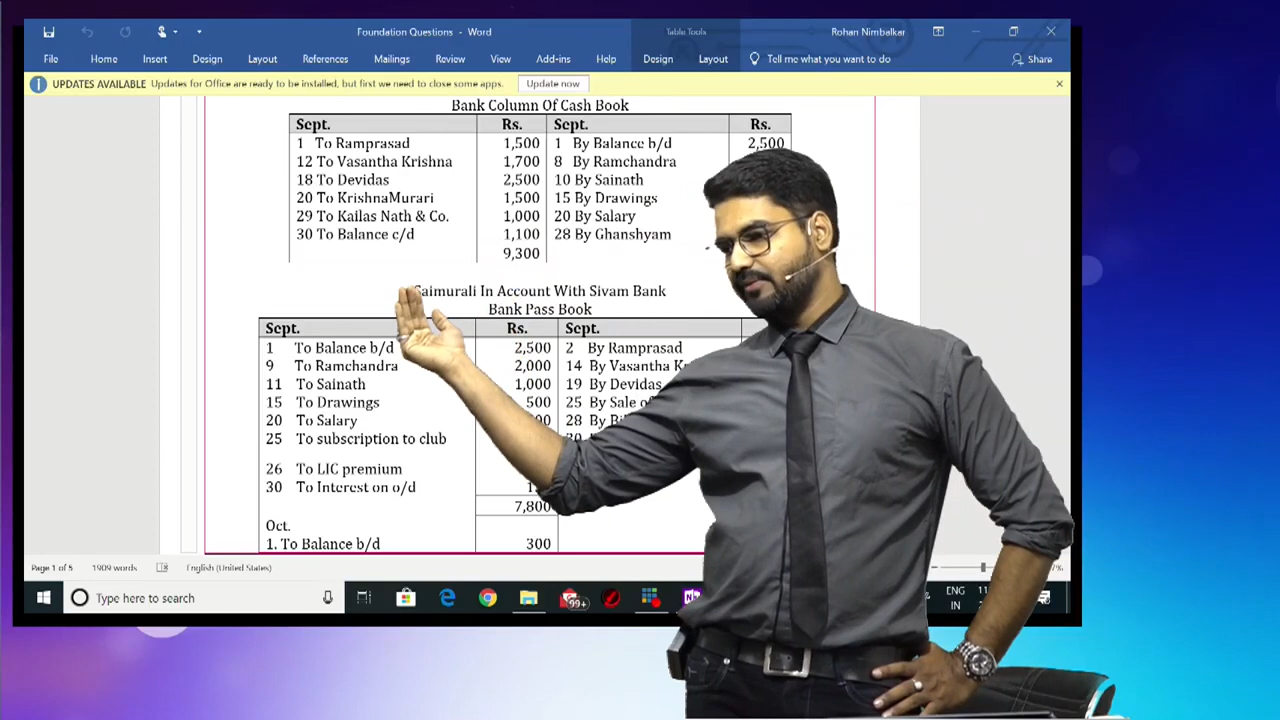 Foundation Questions - Word
Table Tools
Rohan Nimbalkar
File Home Insert Design Layout References Mailings Review View Add-ins Help Design Layout Tell me what you want to do Share
UPDATES AVAILABLE Updates for Office are ready to be installed, but first we need to close some apps. Update now
Bank Column Of Cash Book
Sept. Rs. Sept. Rs.
1 To Ramprasad 1,500 1 By Balance b/d 2,500
12 To Vasantha Krishna 1,700 8 By Ramchandra
18 To Devidas 2,500 10 By Sainath
20 To KrishnaMurari 1,500 15 By Drawings
29 To Kailas Nath & Co. 1,000 20 By Salary
30 To Balance c/d 1,100 28 By Ghanshyam
9,300
Saimurali In Account With Sivam Bank
Bank Pass Book
Sept. Rs. Sept.
1 To Balance b/d 2,500 2 By Ramprasad
9 To Ramchandra 2,000 14 By Vasantha
11 To Sainath 1,000 19 By Devidas
15 To Drawings 500 25 By Sale
20 To Salary 28 By
25 To subscription to club
26 To LIC premium
30 To Interest on o/d
7,800
Oct.
1. To Balance b/d 300
Page 1 of 5 1909 words English (United States)
Type here to search 99+ ENG
IN